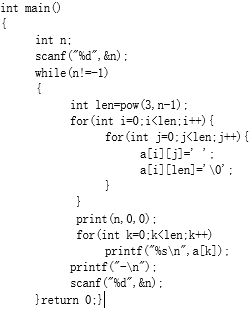 int main()
{
int n;
scanf("%d",&n);
while(n!=-1)
{
int len=pow(3,n-1);
for(int i=0;i<len;i++){
for(int j=0;j<len;j++){
a[i][j]=' ';
a[i][len]='\0';
}
}
print(n,0,0);
for(int k=0;k<len;k++)
printf("%s\n",a[k]);
printf("-\n");
scanf("%d",&n);
}return 0;}